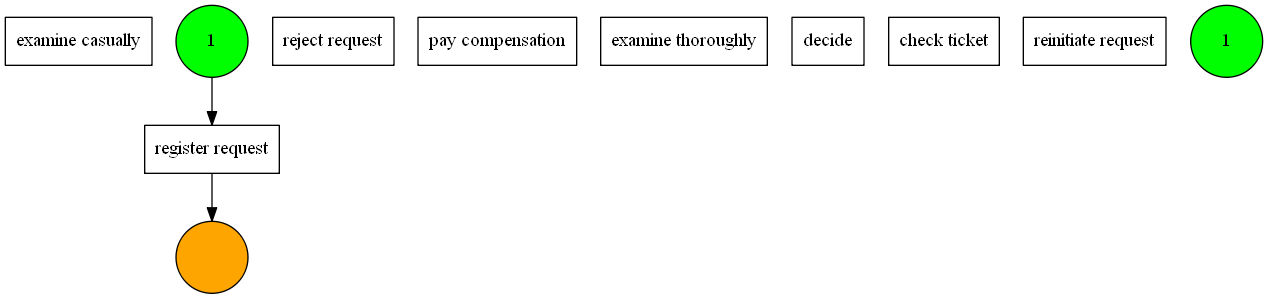 examine casually
1
reject request
pay compensation
examine thoroughly
decide
check ticket
reinitiate request
1
register request